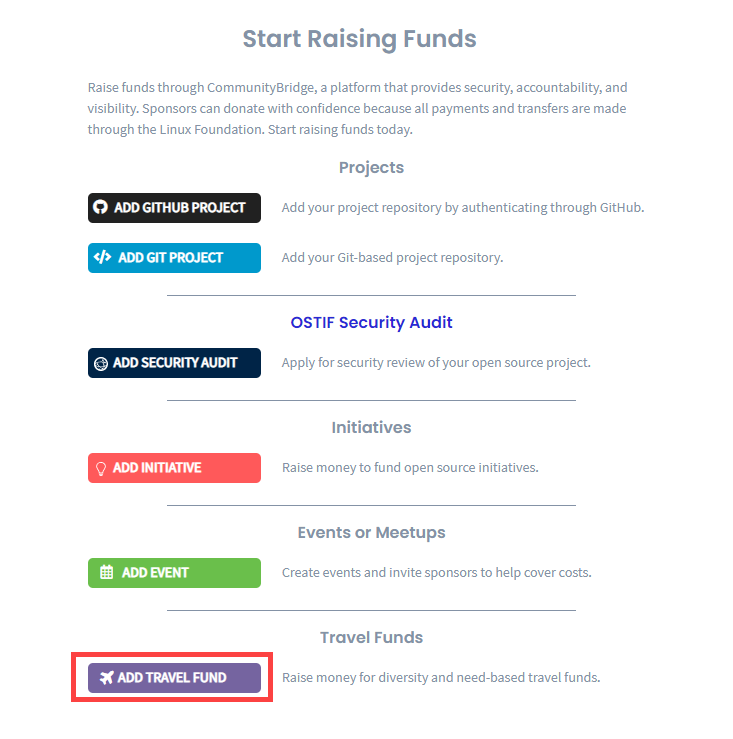 Start Raising Funds
Raise funds through CommunityBridge, a platform that provides security, accountability, and
visibility. Sponsors can donate with confidence because all payments and transfers are made
through the Linux Foundation. Start raising funds today.
Projects
ADD GITHUB PROJECT Add your project repository by authenticating through GitHub.
ADD GIT PROJECT Add your Git-based project repository.
OSTIF Security Audit
ADD SECURITY AUDIT Apply for security review of your open source project.
Initiatives
ADD INITIATIVE Raise money to fund open source initiatives.
Events or Meetups
ADD EVENT Create events and invite sponsors to help cover costs.
Travel Funds
ADD TRAVEL FUND Raise money for diversity and need-based travel funds.